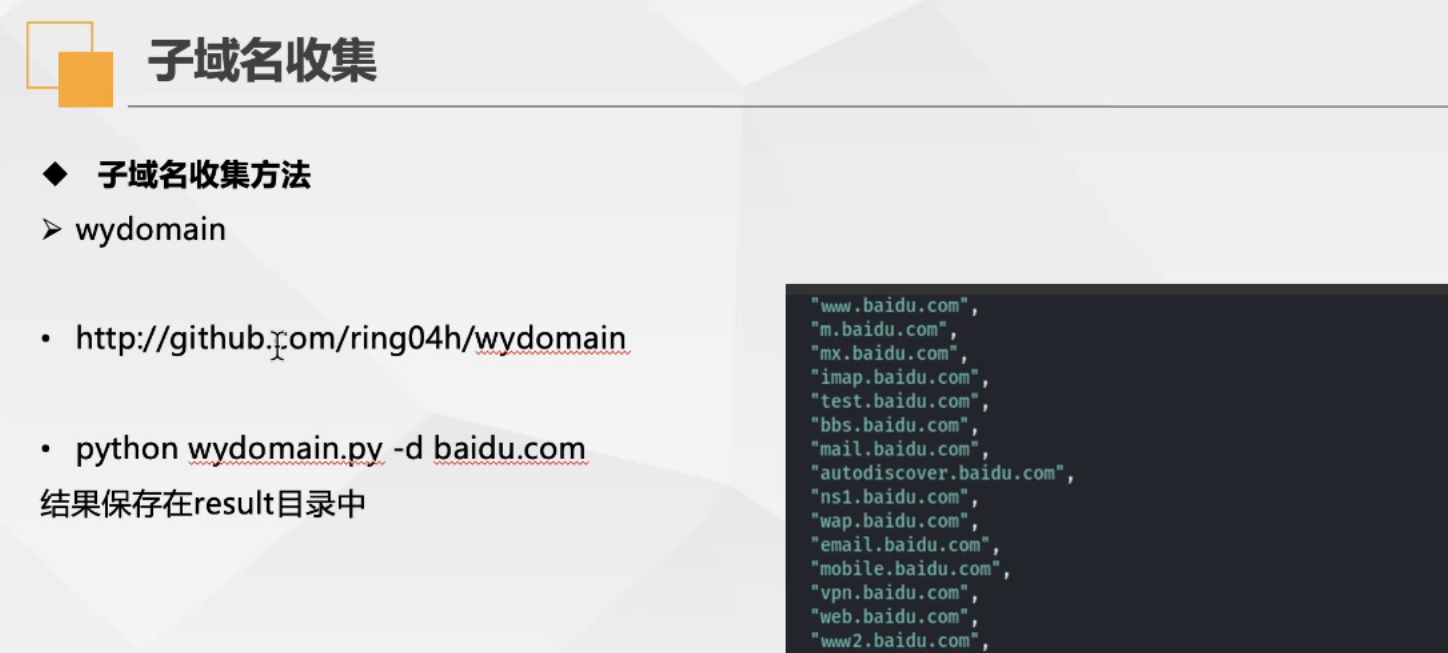 子域名收集
◆ 子域名收集方法
➢ wydomain
• http://github.com/ring04h/wydomain
• python wydomain.py -d baidu.com
结果保存在result目录中
"www.baidu.com",
"m.baidu.com",
"mx.baidu.com",
"imap.baidu.com",
"test.baidu.com",
"bbs.baidu.com",
"mail.baidu.com",
"autodiscover.baidu.com",
"ns1.baidu.com",
"wap.baidu.com",
"email.baidu.com",
"mobile.baidu.com",
"vpn.baidu.com",
"web.baidu.com",
"www2.baidu.com",